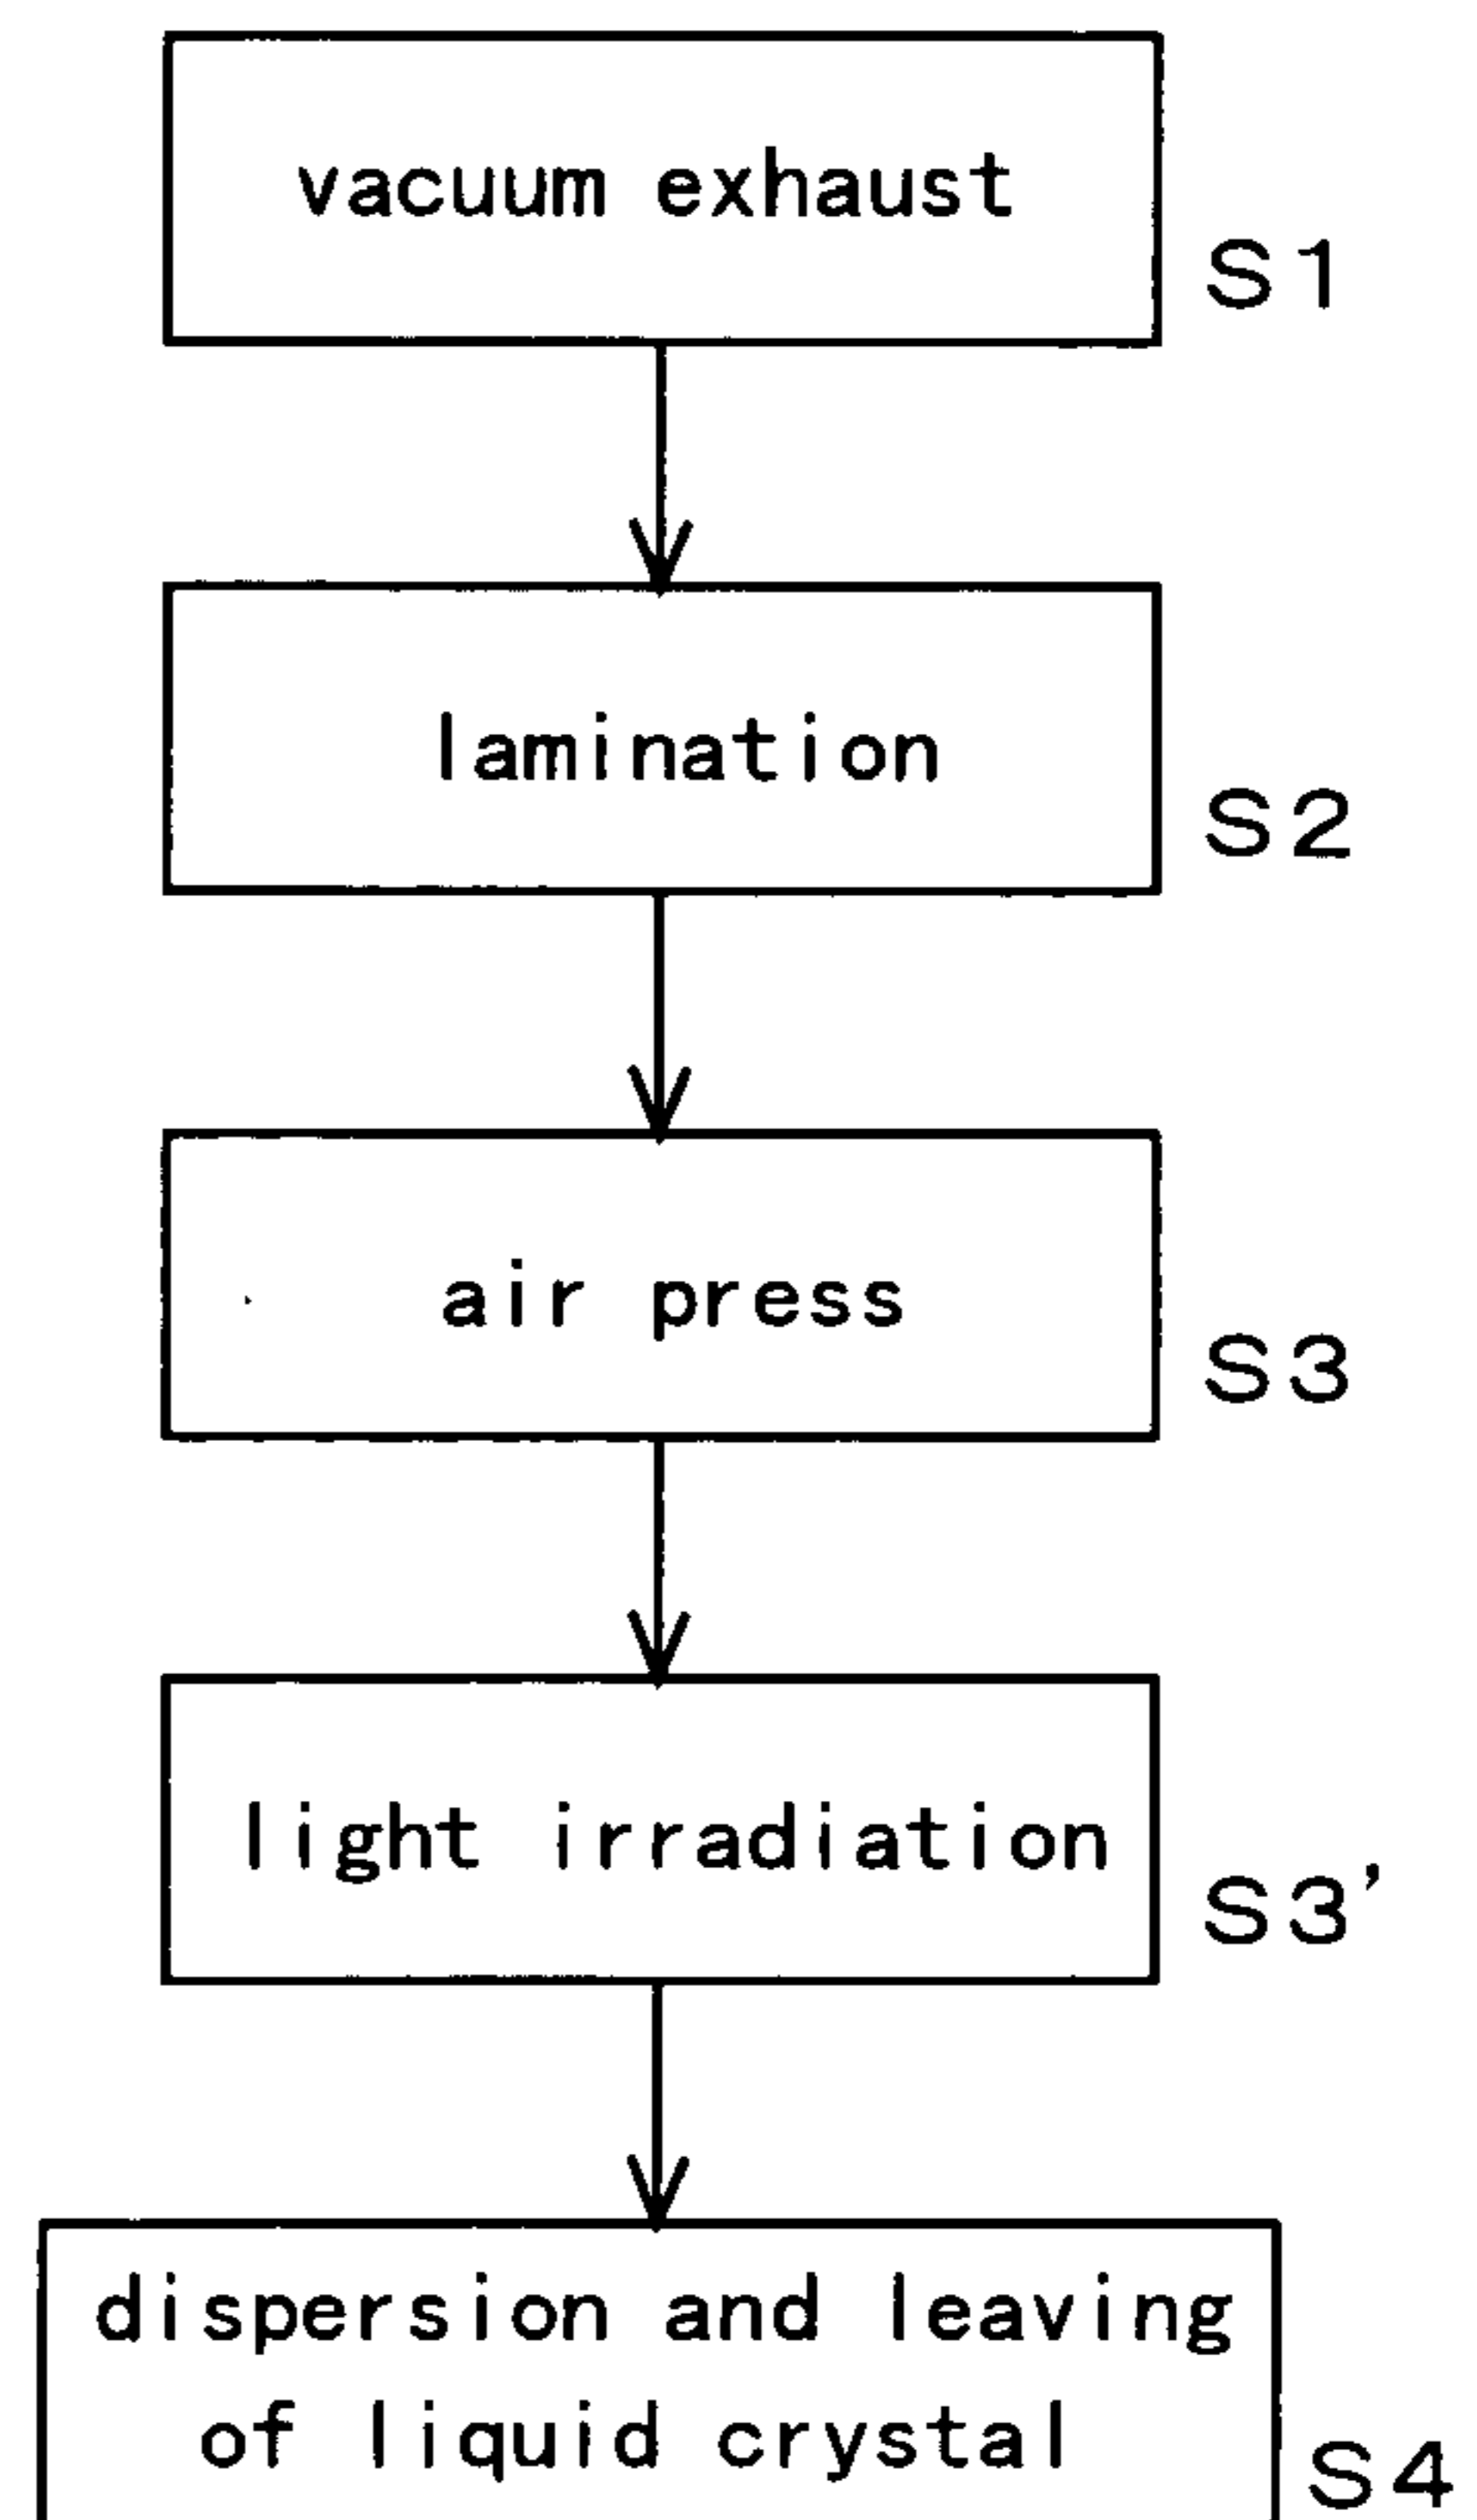 vacuum exhaust
S1
lamination
S2
air press
S3
light irradiation
S3'
dispersion and leaving
of liquid crystal
S4